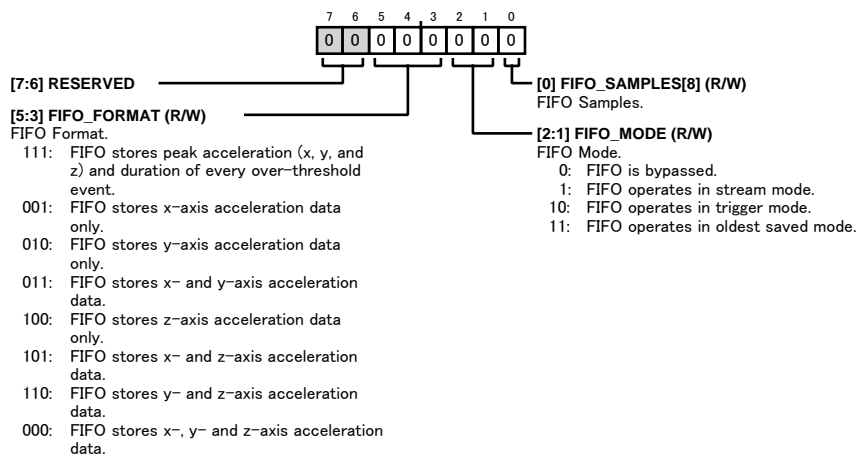 7 6 5 4 3 2 1 0
0 0 0 0 0 0 0 0
[7:6] RESERVED
[5:3] FIFO_FORMAT (R/W)
FIFO Format.
111: FIFO stores peak acceleration (x, y, and
z) and duration of every over-threshold
event.
001: FIFO stores x-axis acceleration data
only.
010: FIFO stores y-axis acceleration data
only.
011: FIFO stores x- and y-axis acceleration
data.
100: FIFO stores z-axis acceleration data
only.
101: FIFO stores x- and z-axis acceleration
data.
110: FIFO stores y- and z-axis acceleration
data.
000: FIFO stores x-, y- and z-axis acceleration
data.
[0] FIFO_SAMPLES[8] (R/W)
FIFO Samples.
[2:1] FIFO_MODE (R/W)
FIFO Mode.
0: FIFO is bypassed.
1: FIFO operates in stream mode.
10: FIFO operates in trigger mode.
11: FIFO operates in oldest saved mode.